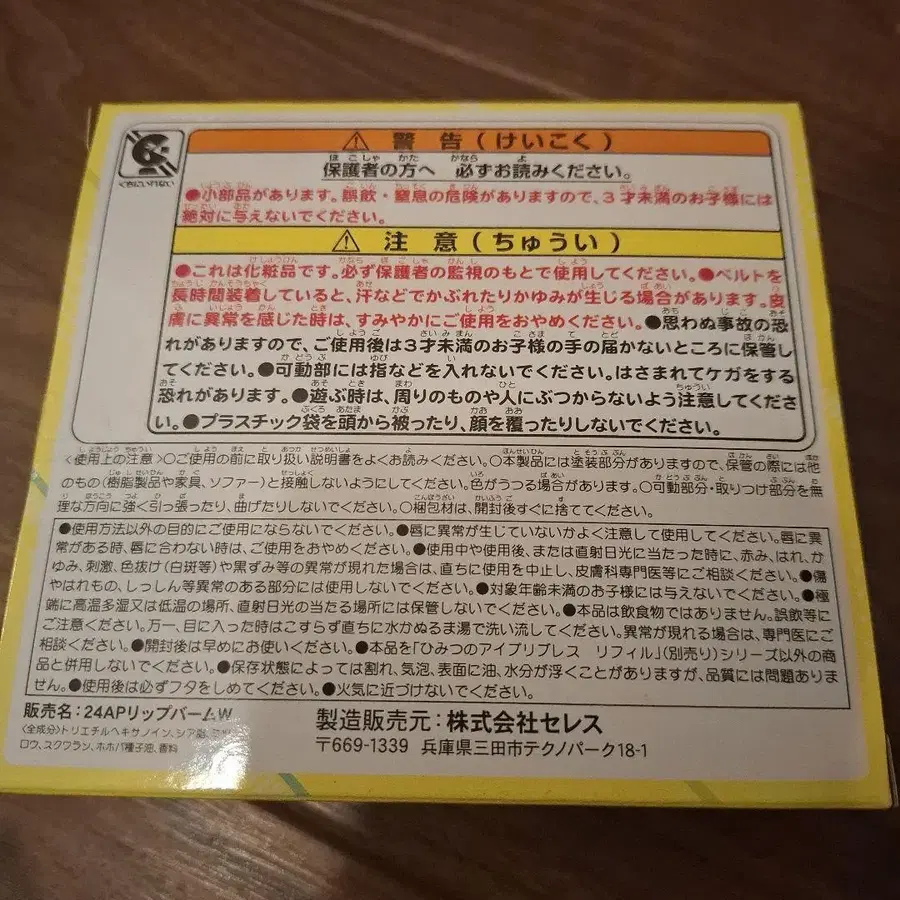 くちにいれない
⚠ 警告(けいこく)
保護者の方へ 必ずお読みください。
●小部品があります。誤飲・窒息の危険がありますので、3才未満のお子様には
絶対に与えないでください。
⚠ 注意(ちゅうい)
●これは化粧品です。必ず保護者の監視のもとで使用してください。●ベルトを
長時間装着していると、汗などでかぶれたりかゆみが生じる場合があります。皮
膚に異常を感じた時は、すみやかにご使用をおやめください。●思わぬ事故の恐
れがありますので、ご使用後は3才未満のお子様の手の届かないところに保管し
てください。●可動部には指などを入れないでください。はさまれてケガをする
恐れがあります。●遊ぶ時は、周りのものや人にぶつからないよう注意してくださ
い。●プラスチック袋を頭から被ったり、顔を覆ったりしないでください。
<使用上の注意>○ご使用の前に取り扱い説明書をよくお読みください。○本製品には塗装部分がありますので、保管の際には他
のもの(樹脂製品や家具、ソファー)と接触しないようにしてください。色がうつる場合があります。○可動部分・取りつけ部分を無
理な方向に強く引っ張ったり、曲げたりしないでください。○梱包材は、開封後すぐに捨ててください。
●使用方法以外の目的にご使用にならないでください。●唇に異常が生じていないかよく注意して使用してください。唇に異
常がある時、唇に合わない時は、ご使用をおやめください。●使用中や使用後、または直射日光に当たった時に、赤み、はれ、か
ゆみ、刺激、色抜け(白斑等)や黒ずみ等の異常が現れた場合は、直ちに使用を中止し、皮膚科専門医等にご相談ください。●傷
やはれもの、しっしん等異常のある部分には使用しないでください。●対象年齢未満のお子様には与えないでください。●極
端に高温多湿又は低温の場所、直射日光の当たる場所には保管しないでください。●本品は飲食物ではありません。誤飲等に
ご注意ください。万一、目に入った時はこすらず直ちに水かぬるま湯で洗い流してください。異常が現れる場合は、専門医にご
相談ください。●開封後は早めにお使いください。●本品を「ひみつのアイプリブレス リフィル」(別売り)シリーズ以外の商
品と併用しないでください。●保存状態によっては割れ、気泡、表面に油、水分が浮くことがありますが、品質には問題ありま
せん。●使用後は必ずフタをしめてください。●火気に近づけないでください。
販売名:24APリップバームW
<全成分>トリエチルヘキサノイン、シア脂、
ロウ、スクワラン、ホホバ種子油、香料
製造販売元:株式会社セレス
〒669-1339 兵庫県三田市テクノパーク18-1